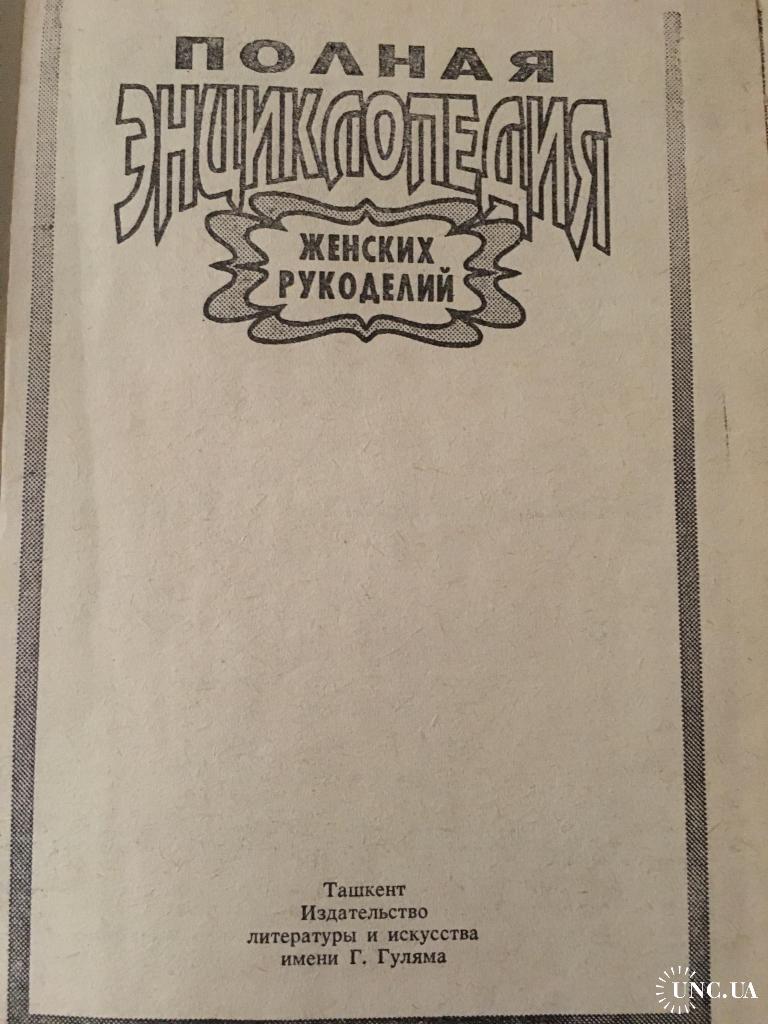 ПОЛНАЯ
ЭНЦИКЛОПЕДИЯ
ЖЕНСКИХ
РУКОДЕЛИЙ
Ташкент
Издательство
литературы и искусства
имени Г. Гуляма
UNC.UA